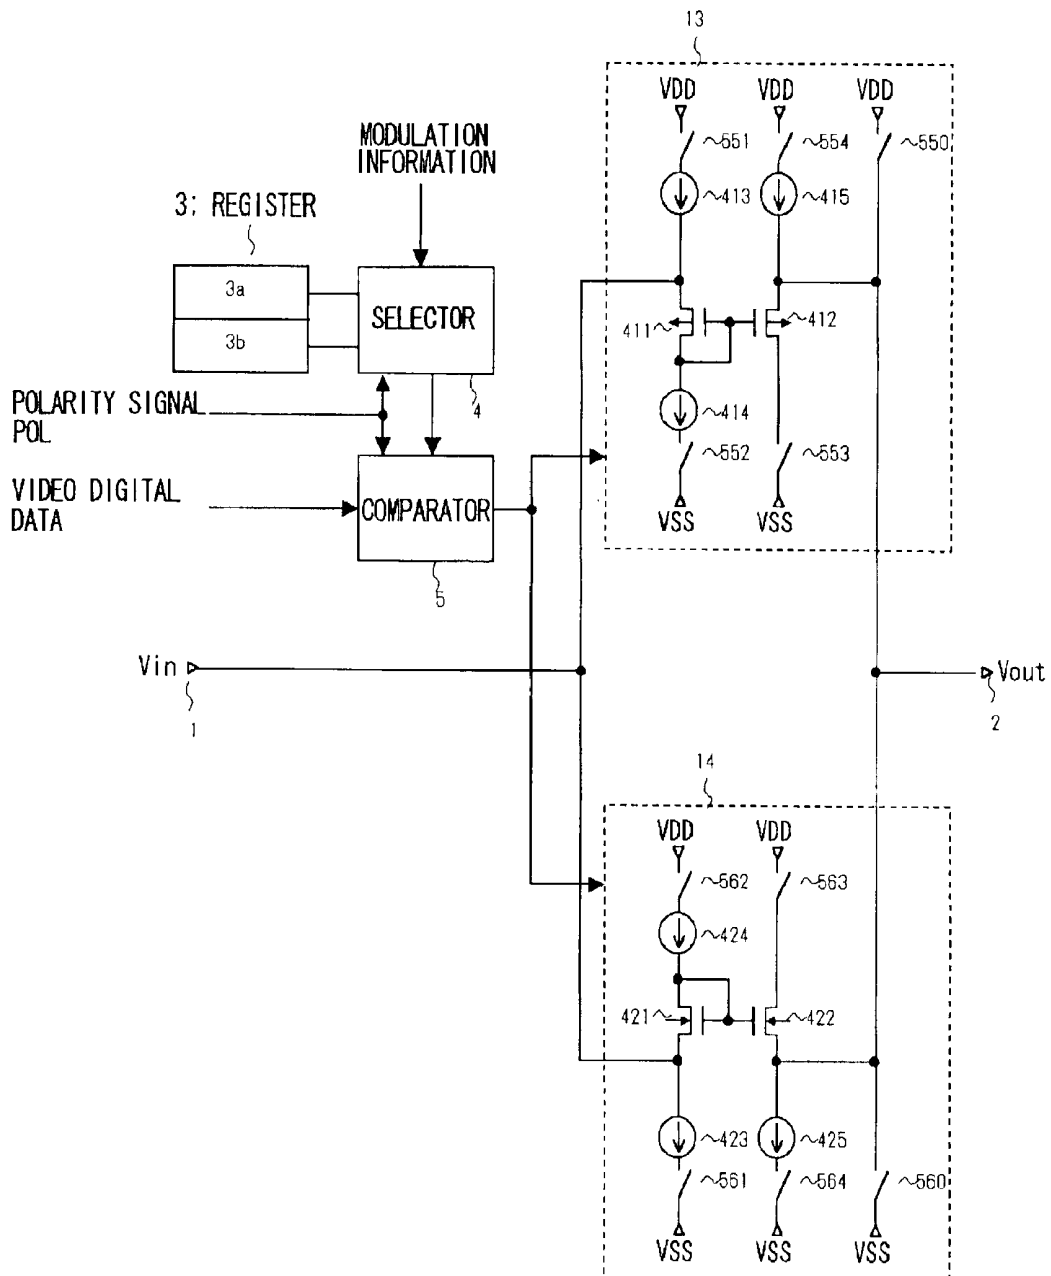 13
VDD VDD VDD
551 554 550
MODULATION
INFORMATION
413 415
3: REGISTER
3a
SELECTOR
3b
411 412
4
414
POLARITY SIGNAL
POL
552 553
VIDEO DIGITAL
DATA
COMPARATOR
VSS VSS
5
Vin
Vout
1
2
14
VDD VDD
562 563
424
421 422
423 425
561 564 560
VSS VSS VSS